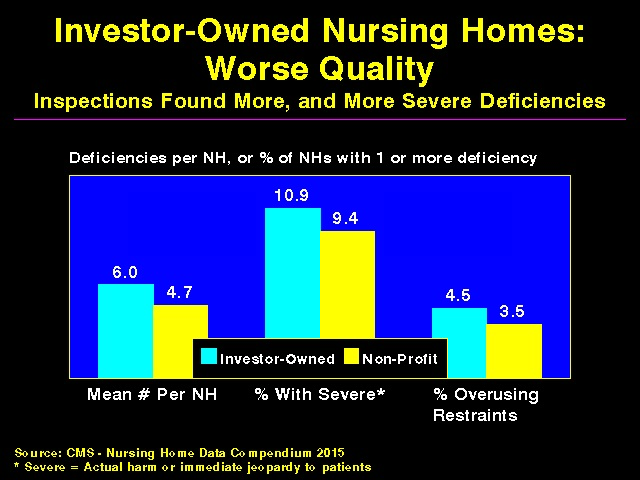 Investor-Owned Nursing Homes:
Worse Quality
Inspections Found More, and More Severe Deficiencies
Deficiencies per NH, or % of NHs with 1 or more deficiency
10.9
9.4
6.0
4.7
4.5
3.5
Investor-Owned Non-Profit
Mean # Per NH % With Severe* % Overusing
Restraints
Source: CMS - Nursing Home Data Compendium 2015
* Severe = Actual harm or immediate jeopardy to patients